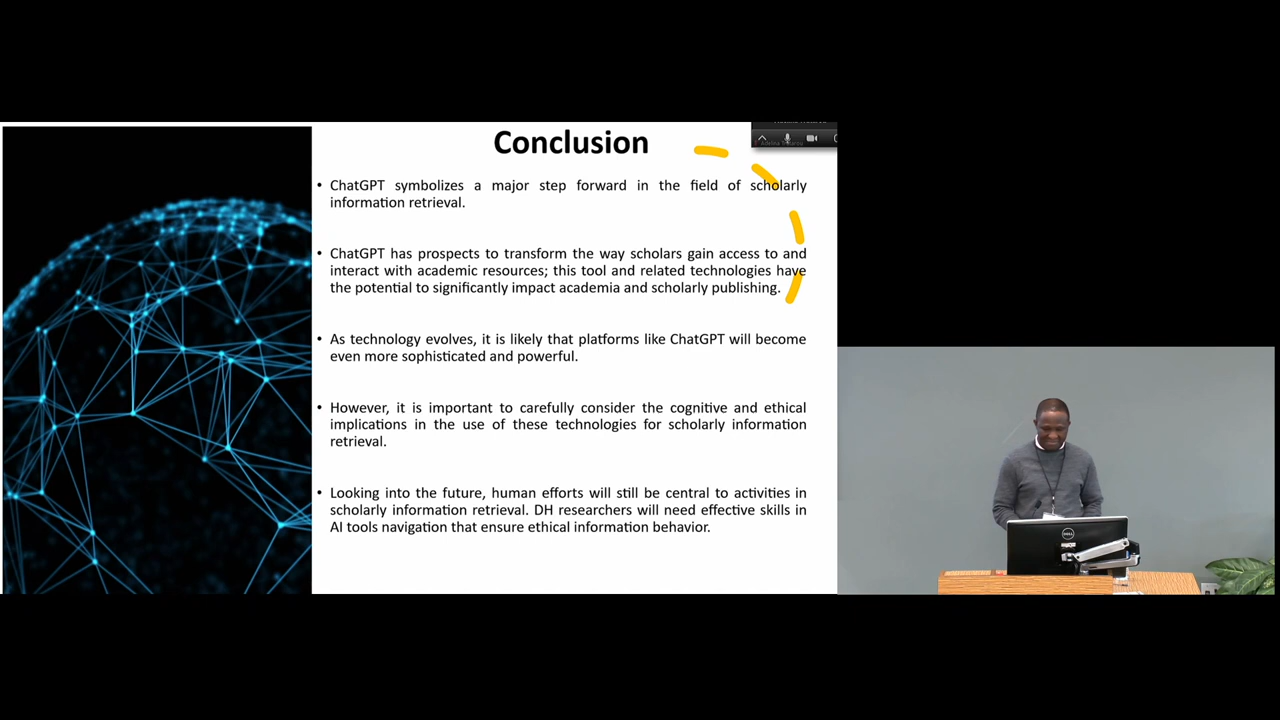 Conclusion
• ChatGPT symbolizes a major step forward in the field of scholarly
information retrieval.
• ChatGPT has prospects to transform the way scholars gain access to and
interact with academic resources; this tool and related technologies have
the potential to significantly impact academia and scholarly publishing.
• As technology evolves, it is likely that platforms like ChatGPT will become
even more sophisticated and powerful.
• However, it is important to carefully consider the cognitive and ethical
implications in the use of these technologies for scholarly information
retrieval.
• Looking into the future, human efforts will still be central to activities in
scholarly information retrieval. DH researchers will need effective skills in
AI tools navigation that ensure ethical information behavior.
DELL